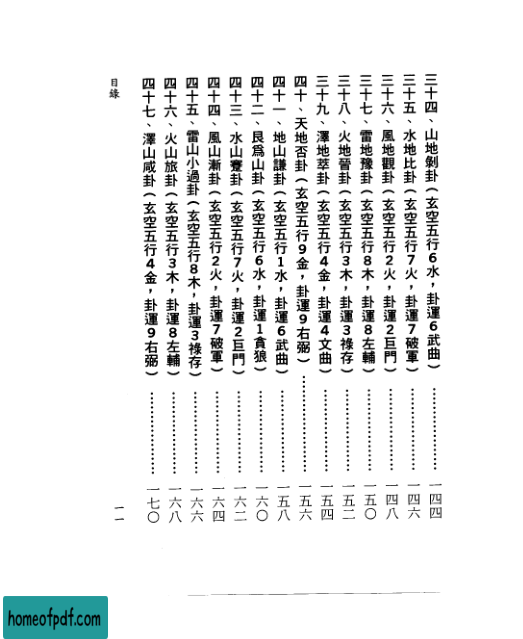 三十四、山地剝卦(玄空五行6水，卦運6武曲)…………一四四
三十五、水地比卦(玄空五行7火，卦運7破軍)…………一四六
三十六、風地觀卦(玄空五行2火，卦運2巨門)…………一四八
三十七、雷地豫卦(玄空五行8木，卦運8左輔)…………一五〇
三十八、火地晉卦(玄空五行3木，卦運3祿存)…………一五二
三十九、澤地萃卦(玄空五行4金，卦運4文曲)…………一五四
四十、天地否卦(玄空五行9金，卦運9右弼)…………一五六
四十一、地山謙卦(玄空五行1水，卦運6武曲)…………一五八
四十二、艮為山卦(玄空五行6水，卦運1貪狼)…………一六〇
四十三、水山蹇卦(玄空五行7火，卦運2巨門)…………一六二
四十四、風山漸卦(玄空五行2火，卦運7破軍)…………一六四
四十五、雷山小過卦(玄空五行8木，卦運3祿存)…………一六六
四十六、火山旅卦(玄空五行3木，卦運8左輔)…………一六八
四十七、澤山咸卦(玄空五行4金，卦運9右弼)…………一七〇
目錄
一一
homeofpdf.com